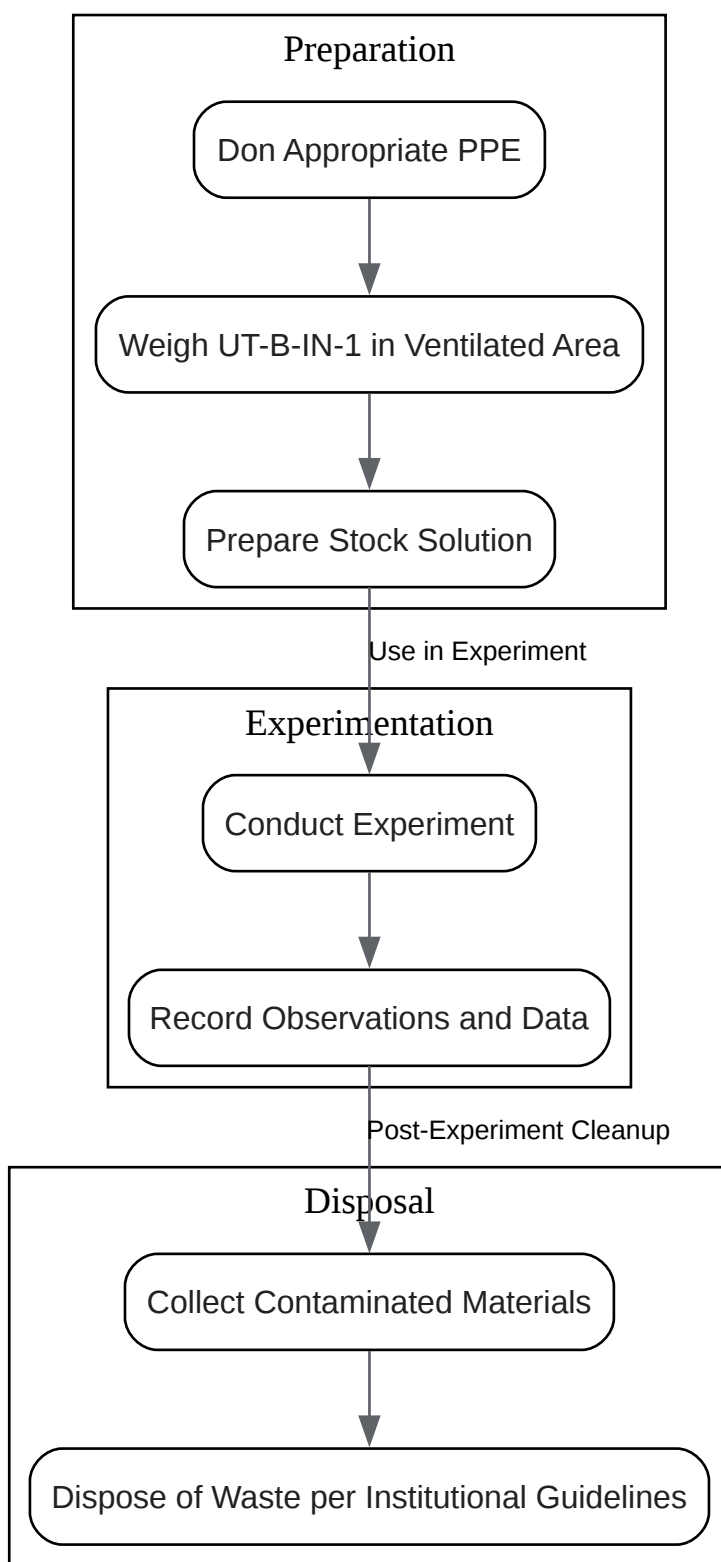 Preparation
Don Appropriate PPE
Weigh UT-B-IN-1 in Ventilated Area
Prepare Stock Solution
Use in Experiment
Experimentation
Conduct Experiment
Record Observations and Data
Post-Experiment Cleanup
Disposal
Collect Contaminated Materials
Dispose of Waste per Institutional Guidelines